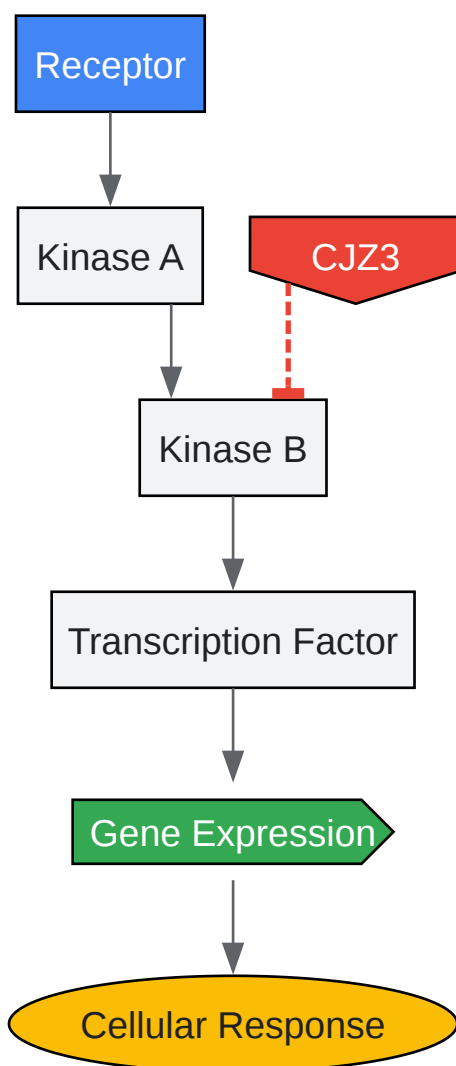 Receptor
Kinase A
CJZ3
Kinase B
Transcription Factor
Gene Expression
Cellular Response